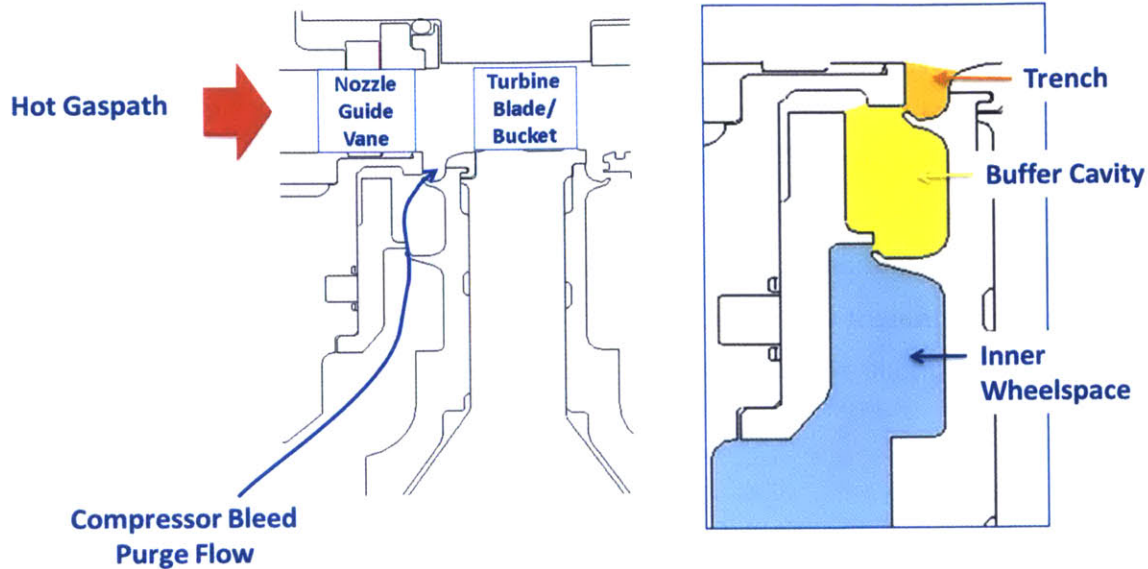 Hot Gaspath
Nozzle
Guide
Vane
Turbine
Blade/
Bucket
Compressor Bleed
Purge Flow
Trench
Buffer Cavity
Inner
Wheelspace